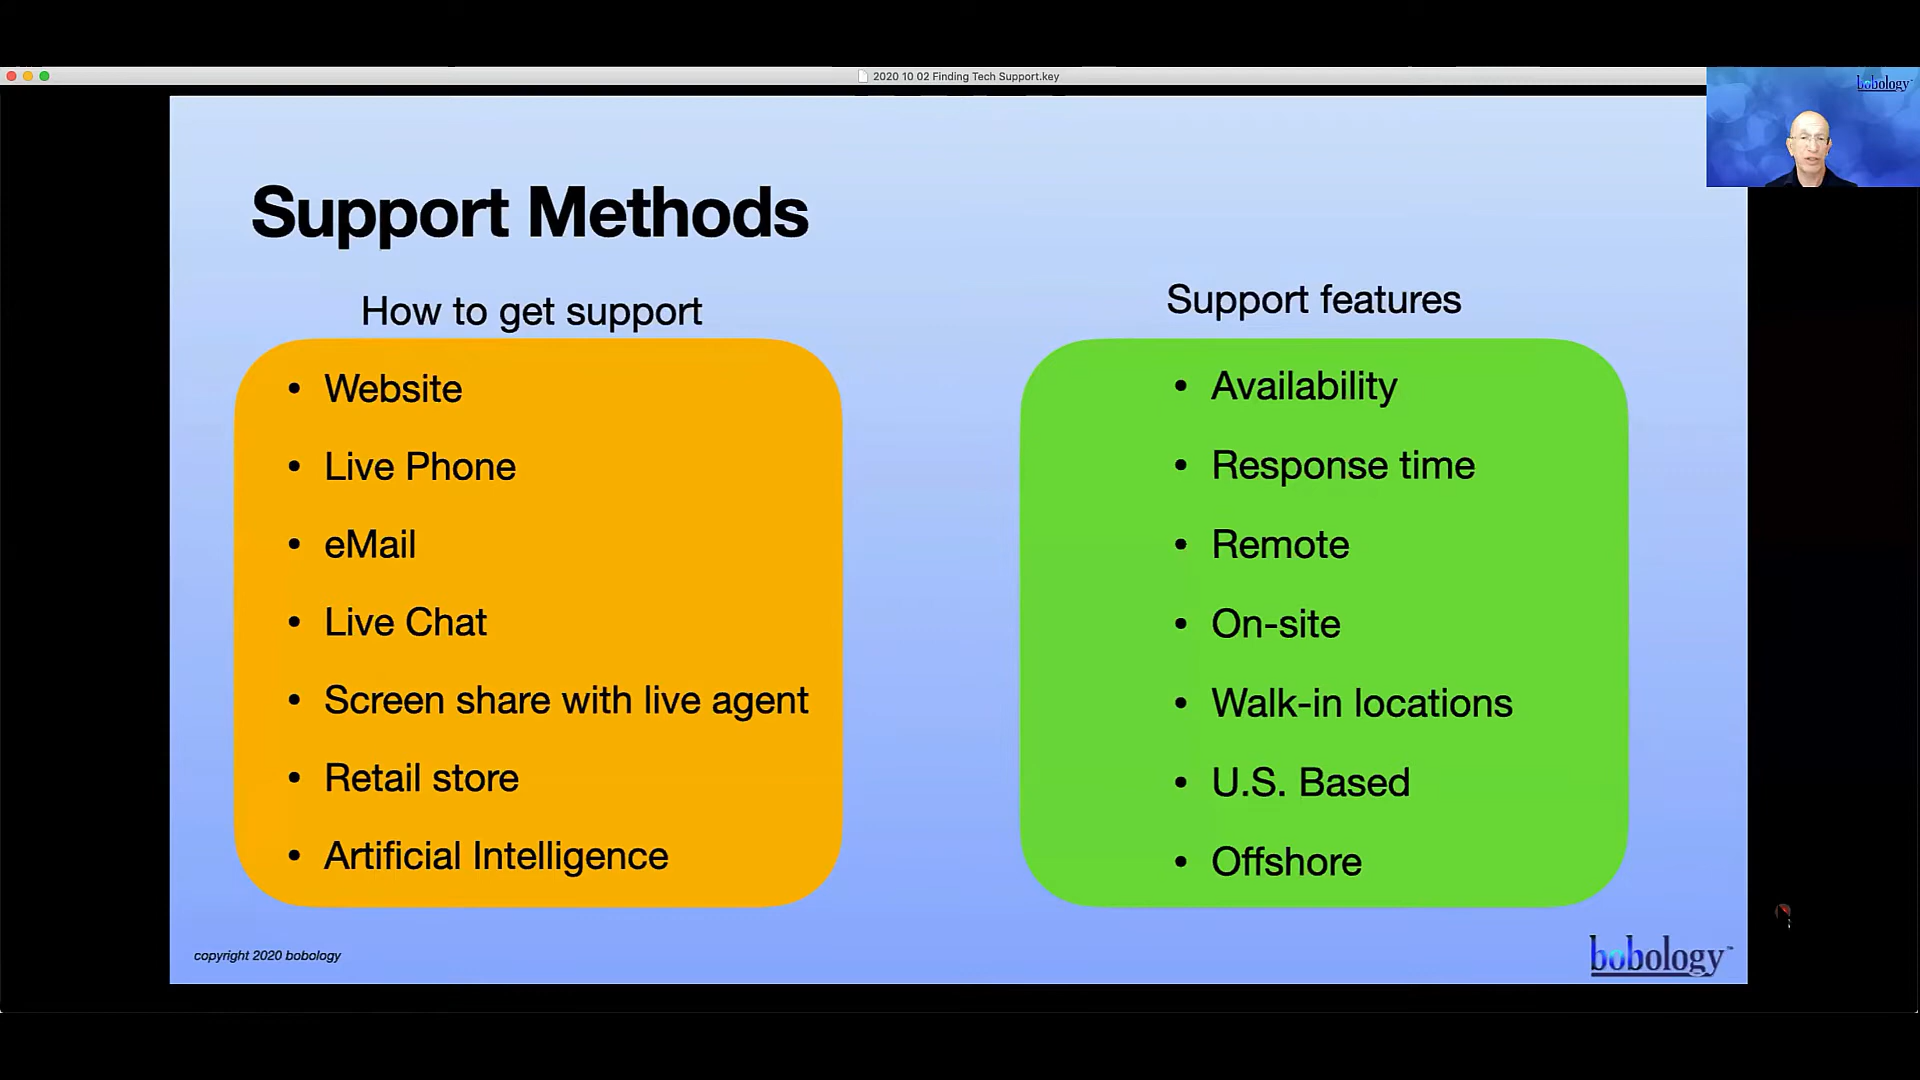 2020 10 02 Finding Tech Support.key
bobology
Support Methods
How to get support
• Website
• Live Phone
• eMail
• Live Chat
• Screen share with live agent
• Retail store
• Artificial Intelligence
Support features
• Availability
• Response time
• Remote
• On-site
• Walk-in locations
• U.S. Based
• Offshore
copyright 2020 bobology
bobology™